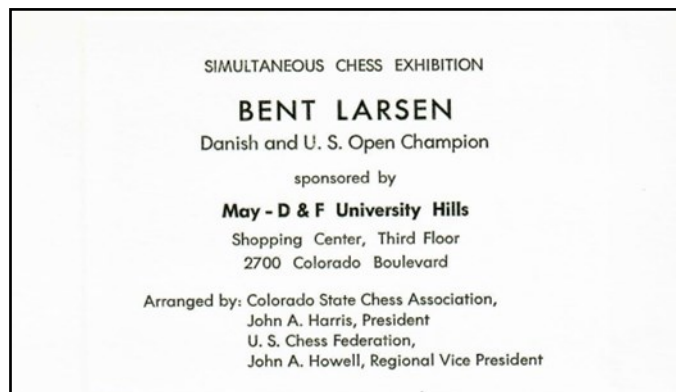 SIMULTANEOUS CHESS EXHIBITION
BENT LARSEN
Danish and U. S. Open Champion
sponsored by
May - D & F University Hills
Shopping Center, Third Floor
2700 Colorado Boulevard
Arranged by: Colorado State Chess Association,
John A. Harris, President
U. S. Chess Federation,
John A. Howell, Regional Vice President